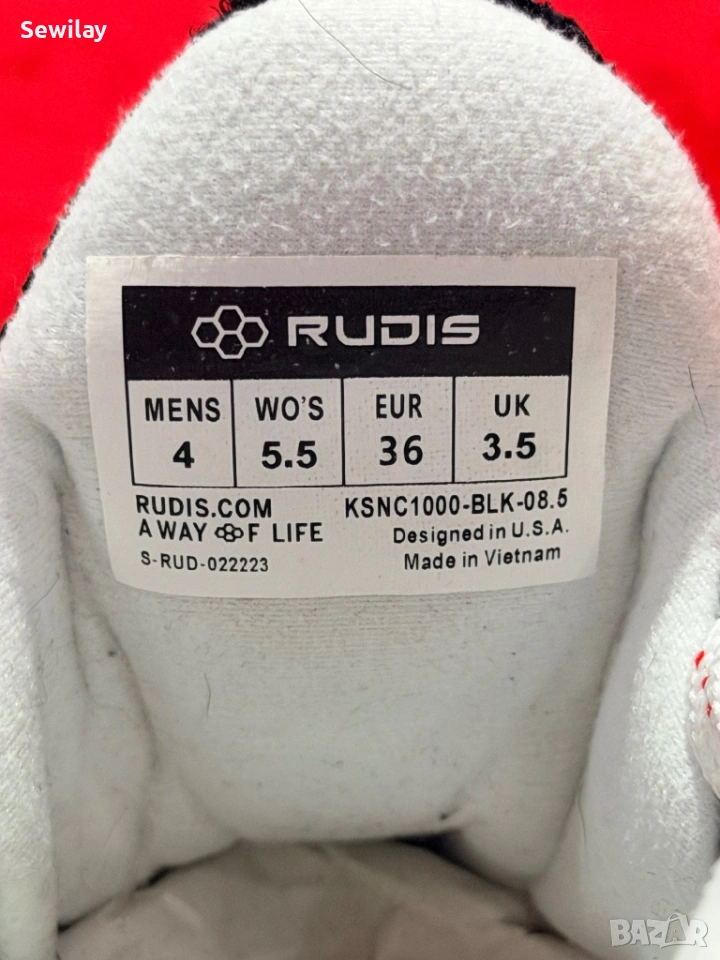 Sewilay
RUDIS
MENS WO'S EUR UK
4 5.5 36 3.5
RUDIS.COM KSNC1000-BLK-08.5
A WAY OF LIFE Designed in U.S.A.
S-RUD-022223 Made in Vietnam
BAZAR